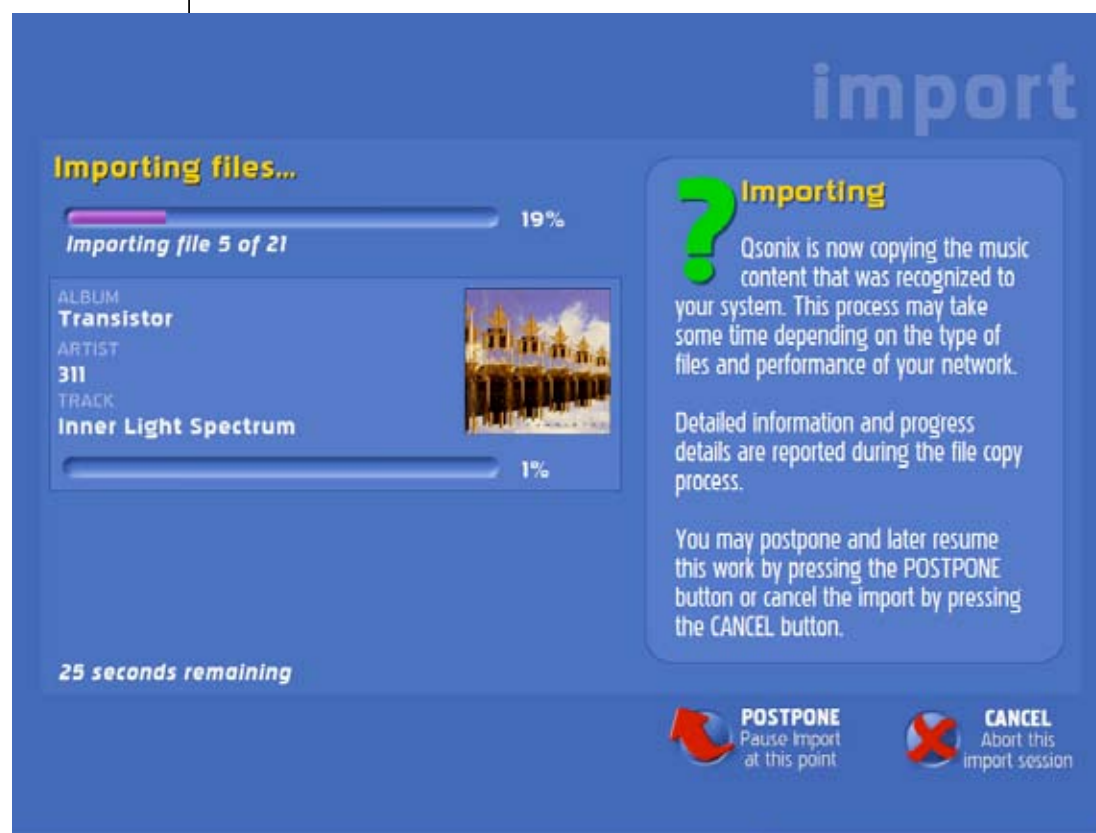 import
Importing files...
19%
Importing file 5 of 21
ALBUM
Transistor
ARTIST
311
TRACK
Inner Light Spectrum
1%
25 seconds remaining
?
Importing
Qsonix is now copying the music
content that was recognized to
your system. This process may take
some time depending on the type of
files and performance of your network.
Detailed information and progress
details are reported during the file copy
process.
You may postpone and later resume
this work by pressing the POSTPONE
button or cancel the import by pressing
the CANCEL button.
POSTPONE
Pause Import
at this point
CANCEL
Abort this
import session